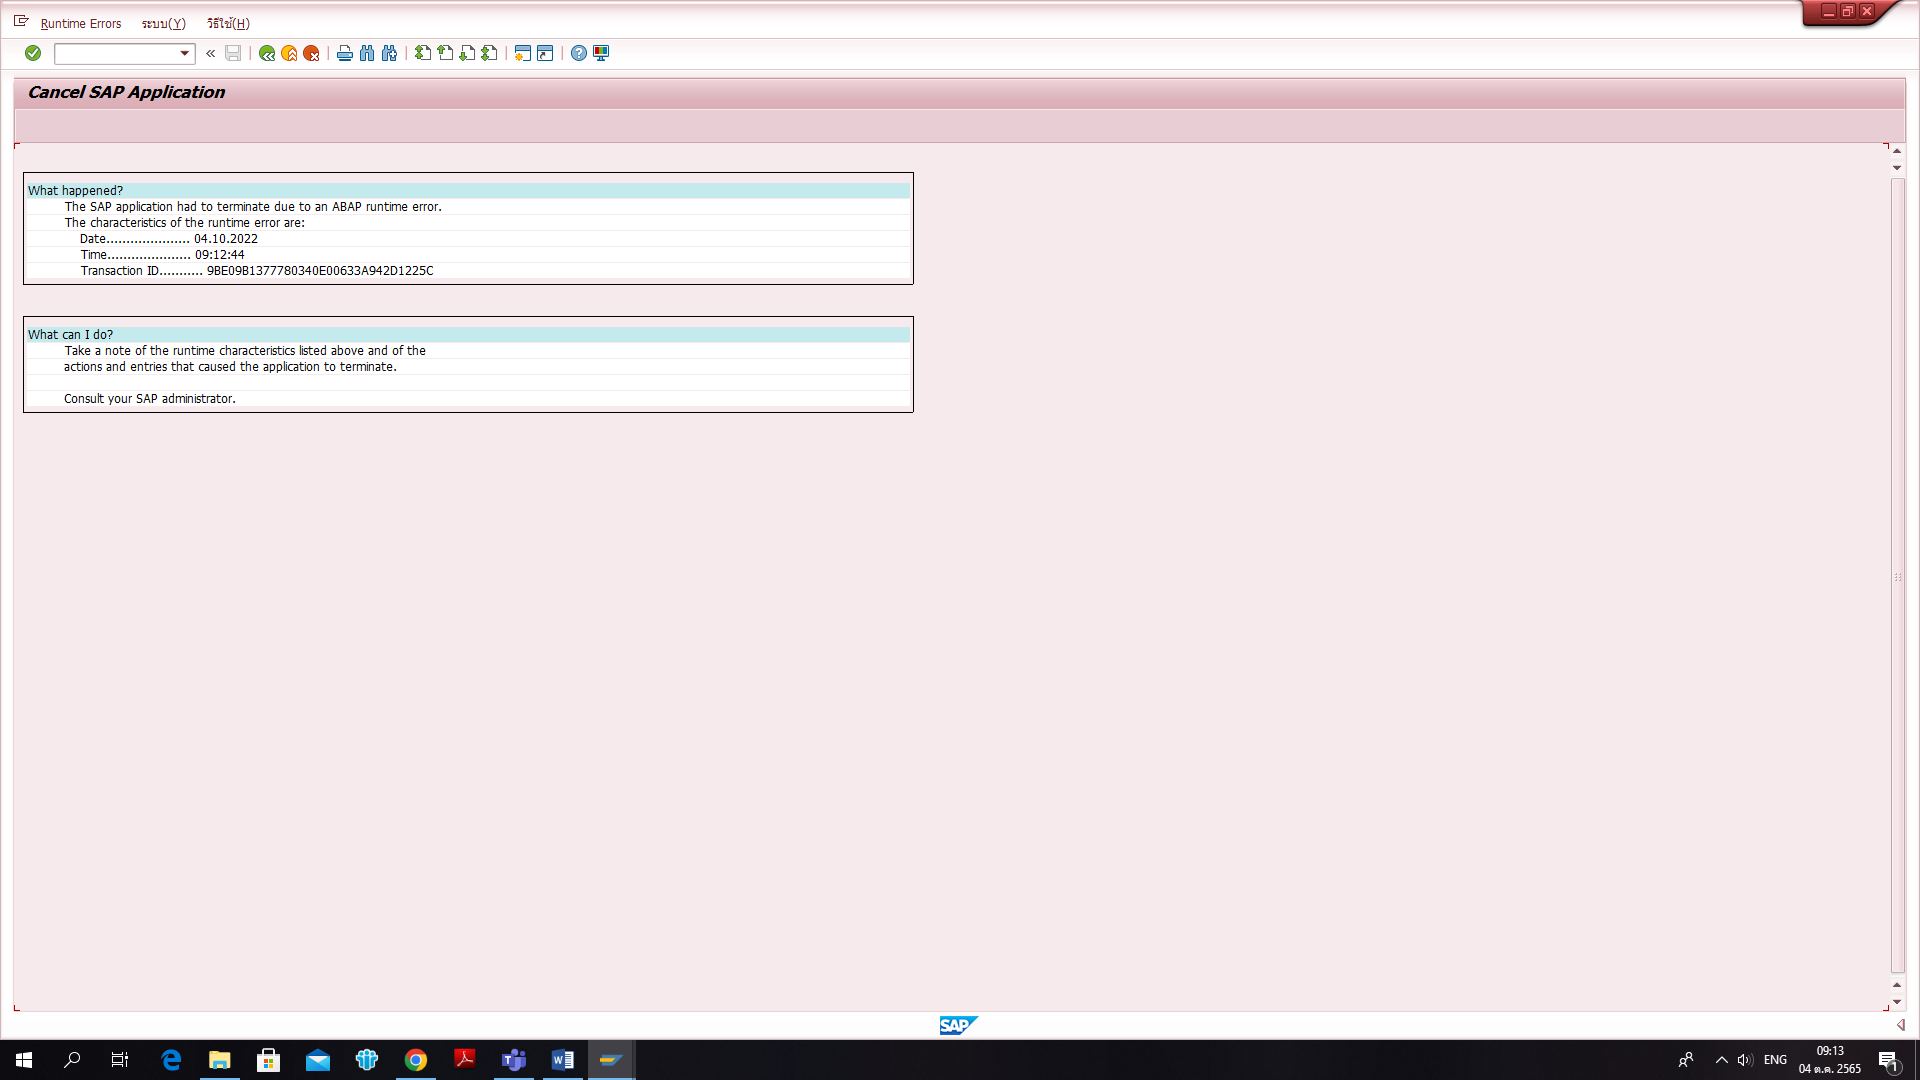 Runtime Errors ระบบ(Y) วิธีใช้(H)
Cancel SAP Application
What happened?
The SAP application had to terminate due to an ABAP runtime error.
The characteristics of the runtime error are:
Date..................... 04.10.2022
Time..................... 09:12:44
Transaction ID........... 9BE09B1377780340E00633A942D1225C
What can I do?
Take a note of the runtime characteristics listed above and of the
actions and entries that caused the application to terminate.
Consult your SAP administrator.
SAP
ENG
09:13
04 ต.ค. 2565
1